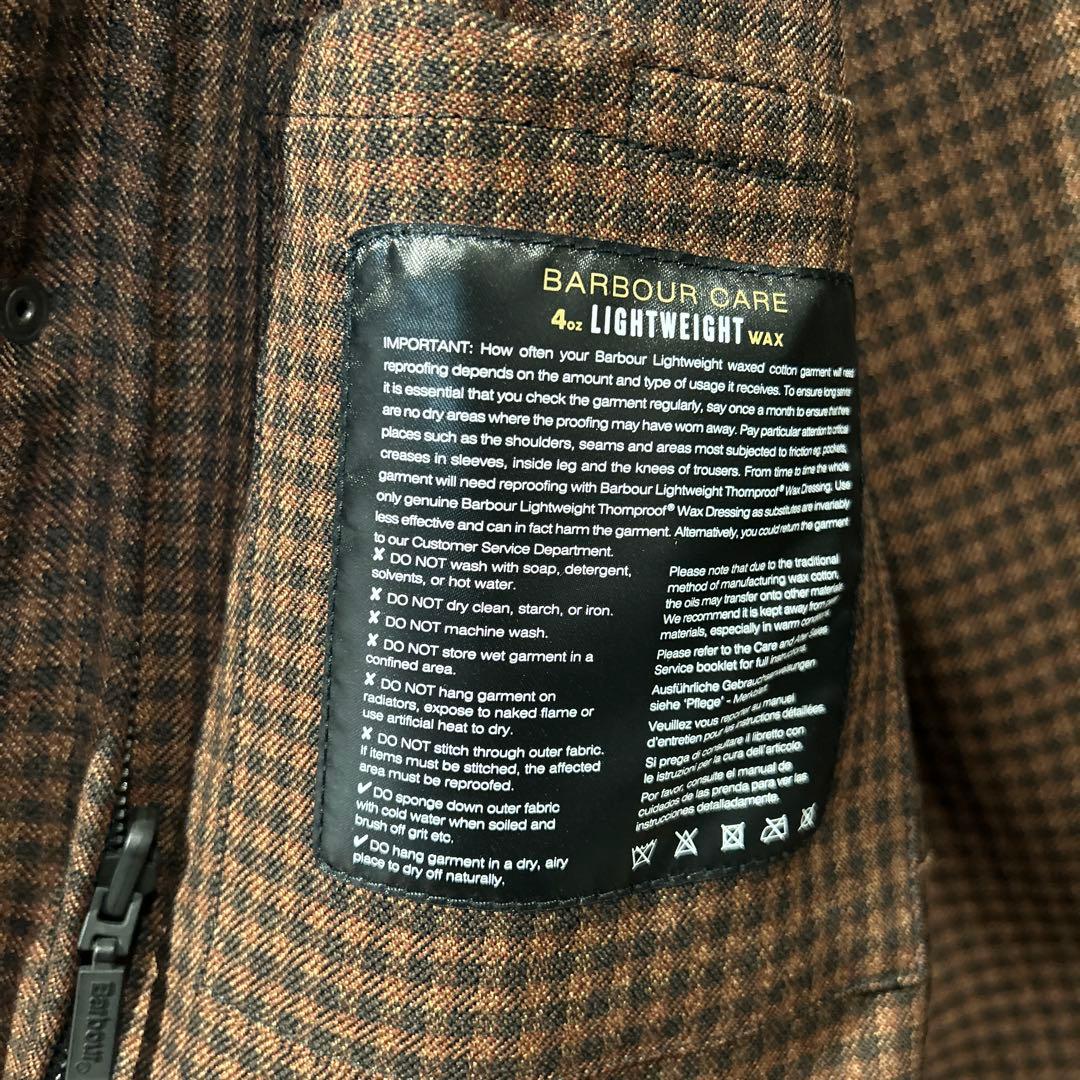 BARBOUR CARE
4oz LIGHTWEIGHT WAX
IMPORTANT: How often your Barbour Lightweight waxed cotton garment will need
reproofing depends on the amount and type of usage it receives. To ensure long service
it is essential that you check the garment regularly, say once a month to ensure that there
are no dry areas where the proofing may have worn away. Pay particular attention to critical
places such as the shoulders, seams and areas most subjected to friction eg; pockets,
creases in sleeves, inside leg and the knees of trousers. From time to time the whole
garment will need reproofing with Barbour Lightweight Thornproof® Wax Dressing. Use
only genuine Barbour Lightweight Thornproof® Wax Dressing as substitutes are invariably
less effective and can in fact harm the garment. Alternatively, you could return the garment
to our Customer Service Department.
✘ DO NOT wash with soap, detergent,
solvents, or hot water.
✘ DO NOT dry clean, starch, or iron.
✘ DO NOT machine wash.
✘ DO NOT store wet garment in a
confined area.
✘ DO NOT hang garment on
radiators, expose to naked flame or
use artificial heat to dry.
✘ DO NOT stitch through outer fabric.
If items must be stitched, the affected
area must be reproofed.
✔ DO sponge down outer fabric
with cold water when soiled and
brush off grit etc.
✔ DO hang garment in a dry, airy
place to dry off naturally.
Please note that due to the traditional
method of manufacturing wax cotton,
the oils may transfer onto other materials.
We recommend it is kept away from
materials, especially in warm conditions.
Please refer to the Care and After Sales
Service booklet for full instructions.
Ausführliche Gebrauchsanweisungen
siehe 'Pflege' - Merkblatt
Veuillez vous reporter au manuel
d'entretien pour les instructions détaillées.
Si prega di consultare il libretto con
le istruzioni per la cura dell'articolo.
Por favor, consulte el manual de
cuidados de las prenda para ver las
instrucciones detalladamente.
Barbour